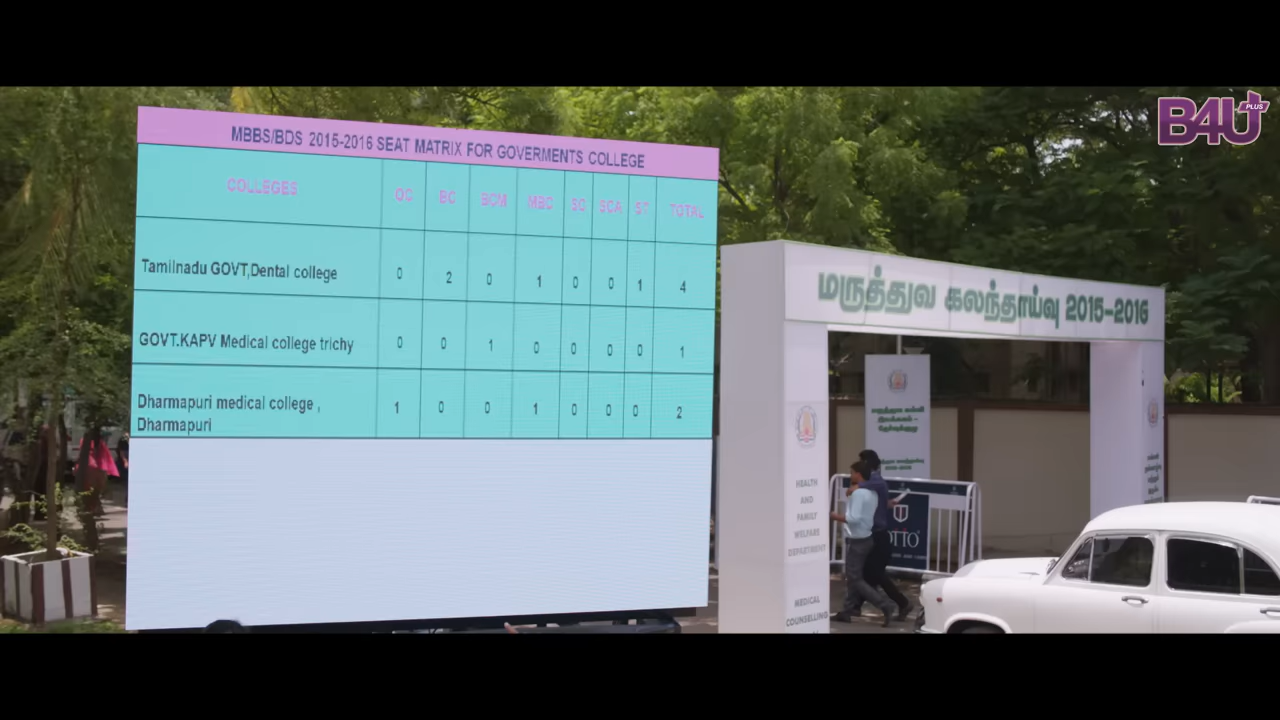 B4U PLUS
MBBS/BDS 2015-2016 SEAT MATRIX FOR GOVERMENTS COLLEGE
COLLEGES OC BC BCM MBC SC SCA ST TOTAL
Tamilnadu GOVT,Dental college 0 2 0 1 0 0 1 4
GOVT.KAPV Medical college trichy 0 0 1 0 0 0 0 1
Dharmapuri medical college ,
Dharmapuri 1 0 0 1 0 0 0 2
மருத்துவ கலந்தாய்வு 2015-2016
HEALTH
AND
FAMILY
WELFARE
DEPARTMENT
MEDICAL
COUNSELLING
OTTO